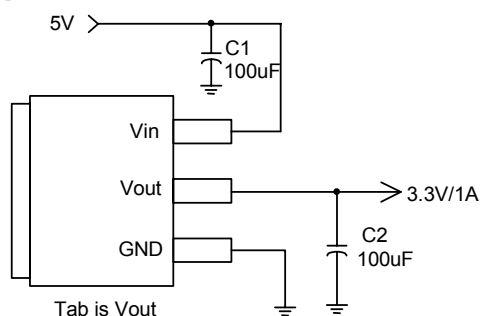 5V
C1
100uF
Vin
Vout
3.3V/1A
C2
100uF
GND
Tab is Vout